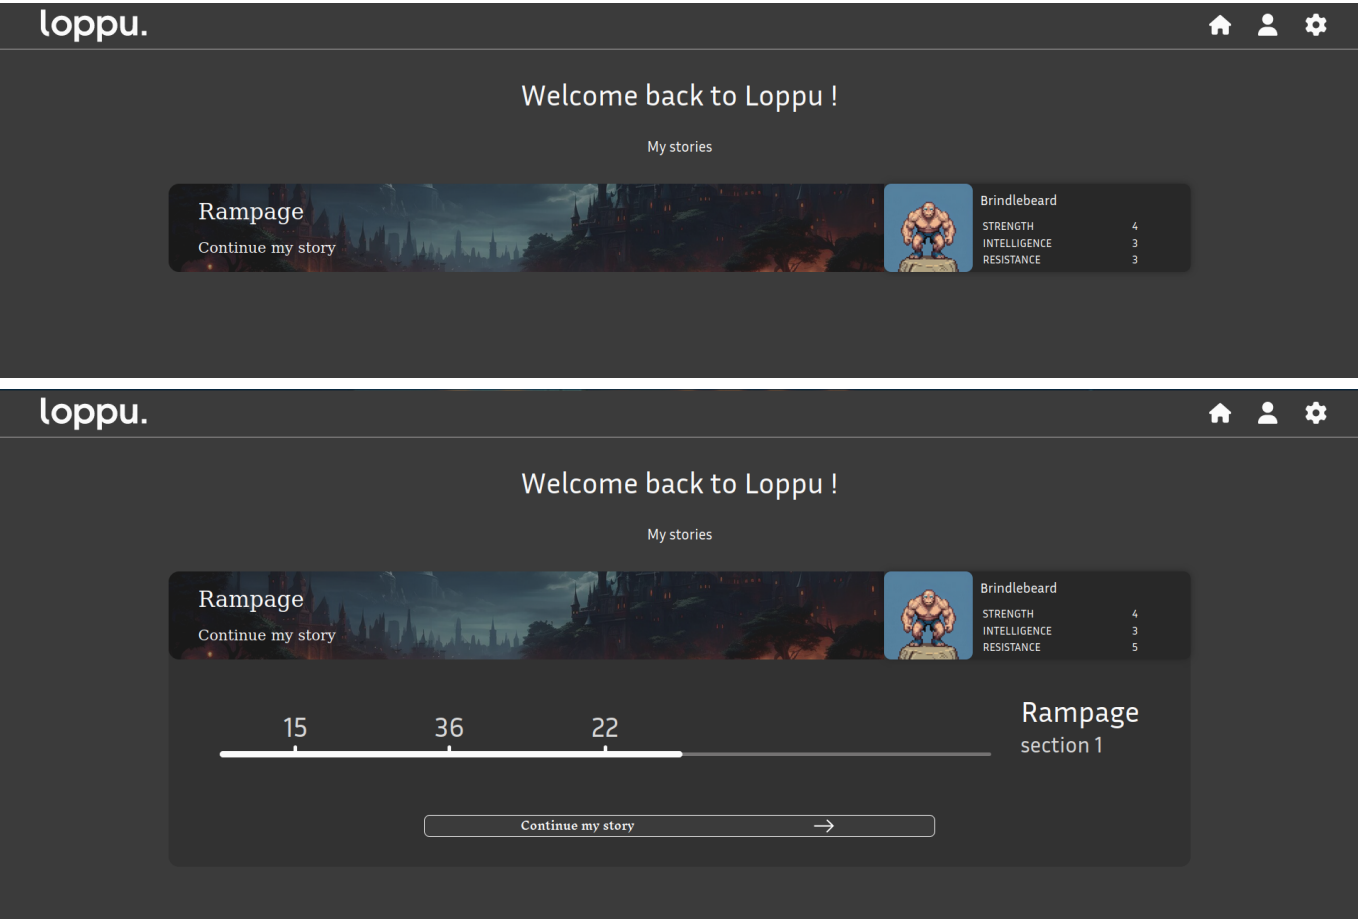 loppu.
Welcome back to Loppu !
My stories
Rampage
Continue my story
Brindlebeard
STRENGTH 4
INTELLIGENCE 3
RESISTANCE 3
loppu.
Welcome back to Loppu !
My stories
Rampage
Continue my story
Brindlebeard
STRENGTH 4
INTELLIGENCE 3
RESISTANCE 5
15 36 22
Rampage
section 1
Continue my story